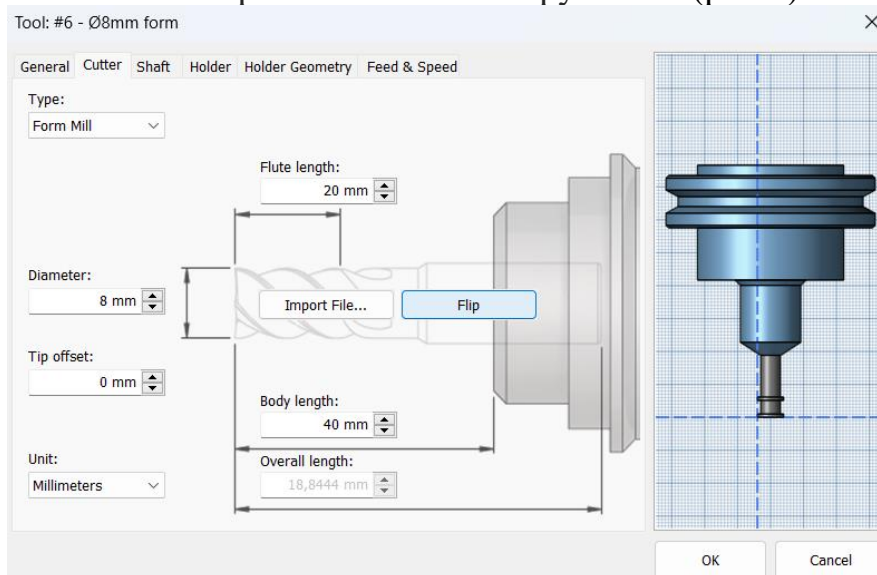 Tool: #6 - Ø8mm form
General Cutter Shaft Holder Holder Geometry Feed & Speed
Type:
Form Mill
Flute length:
20 mm
Diameter:
8 mm
Import File...
Flip
Tip offset:
0 mm
Body length:
40 mm
Unit:
Millimeters
Overall length:
18,8444 mm
OK
Cancel